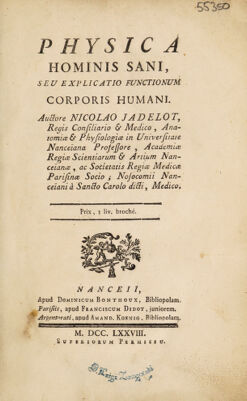 55350
PHYSICA
HOMINIS SANI,
SEU EXPLICATIO FUNCTIONUM
CORPORIS HUMANI.
Auctore NICOLAO JADELOT,
Regis Consiliario & Medico, Ana-
tomiæ & Physiologiæ in Universitate
Nanceiana Professore, Academiæ
Regiæ Scientiarum & Artium Nan-
ceianæ, ac Societatis Regiæ Medicæ
Parisinæ Socio; Nosocomii Nan-
ceiani à Sancto Carolo dicti, Medico.
Prix, 3 liv. broché.
NANCEII,
Apud DOMINICUM BONTHOUX, Bibliopolam.
Parisiis, apud FRANCISCUM DIDOT, juniorem.
Argentorati, apud AMAND. KOENIG, Bibliopolam.
M. DCC. LXXVIII.
SUPERIORUM PERMISSU.